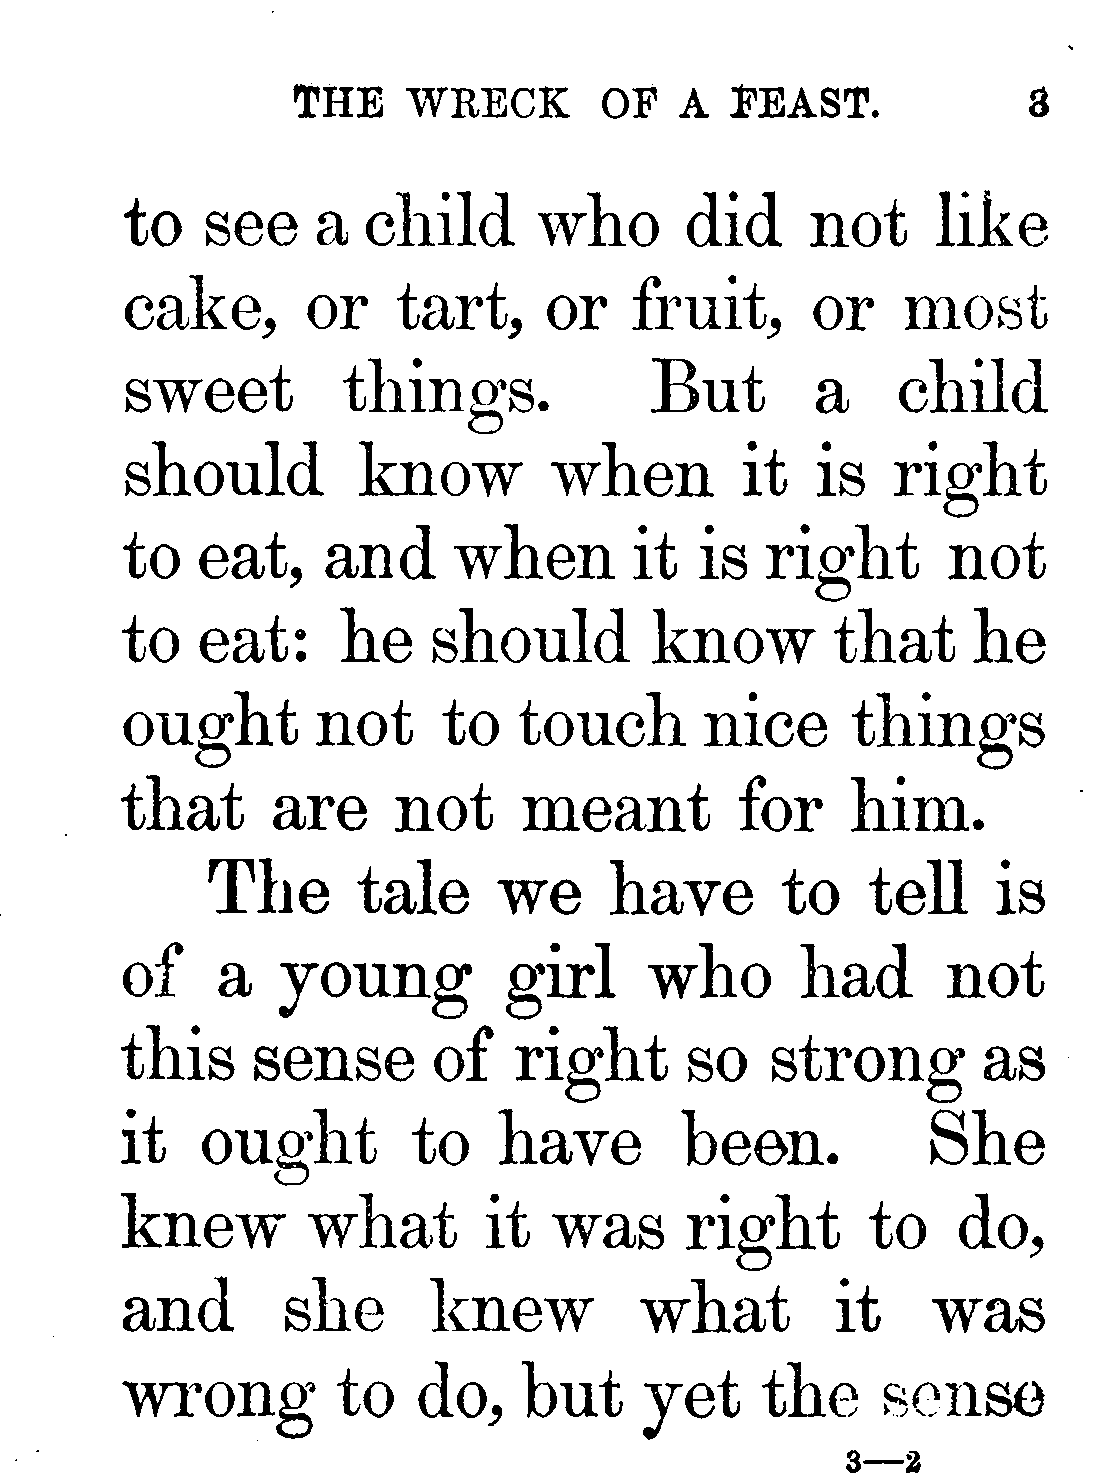 THE WRECK OF A FEAST. 3
to see a child who did not like
cake, or tart, or fruit, or most
sweet things. But a child
should know when it is right
to eat, and when it is right not
to eat: he should know that he
ought not to touch nice things
that are not meant for him.
The tale we have to tell is
of a young girl who had not
this sense of right so strong as
it ought to have been. She
knew what it was right to do,
and she knew what it was
wrong to do, but yet the sense
3—2